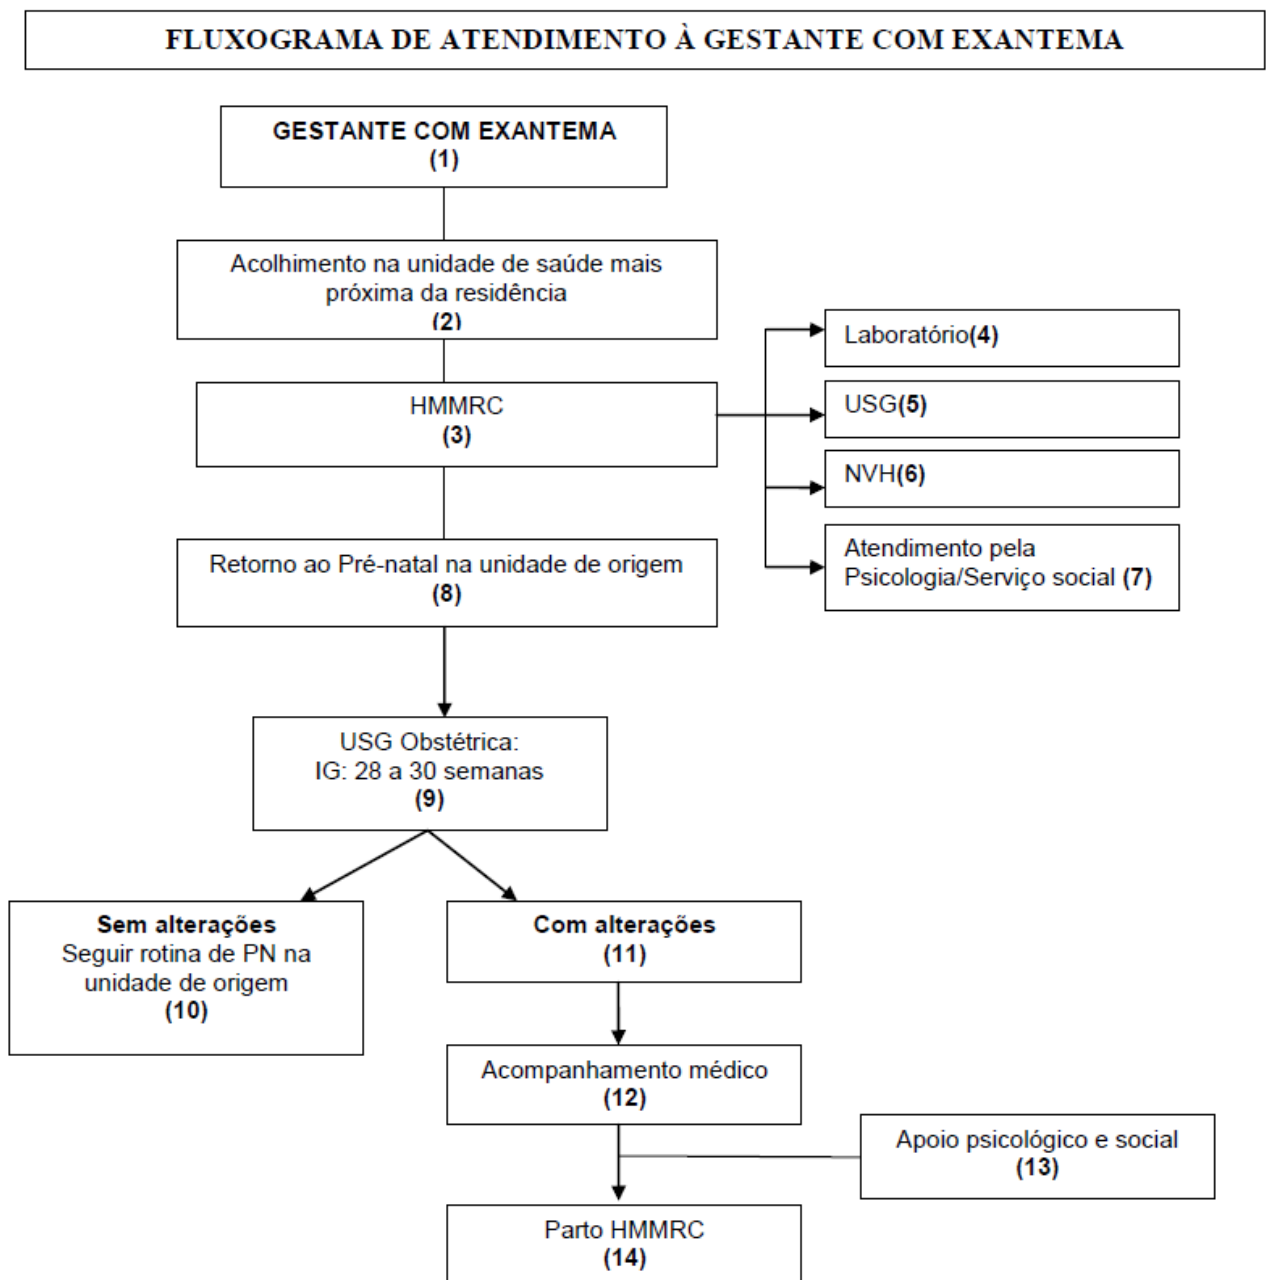 FLUXOGRAMA DE ATENDIMENTO À GESTANTE COM EXANTEMA
GESTANTE COM EXANTEMA
(1)
Acolhimento na unidade de saúde mais
próxima da residência
(2)
HMMRC
(3)
Laboratório(4)
USG(5)
NVH(6)
Atendimento pela
Psicologia/Serviço social (7)
Retorno ao Pré-natal na unidade de origem
(8)
USG Obstétrica:
IG: 28 a 30 semanas
(9)
Sem alterações
Seguir rotina de PN na
unidade de origem
(10)
Com alterações
(11)
Acompanhamento médico
(12)
Apoio psicológico e social
(13)
Parto HMMRC
(14)